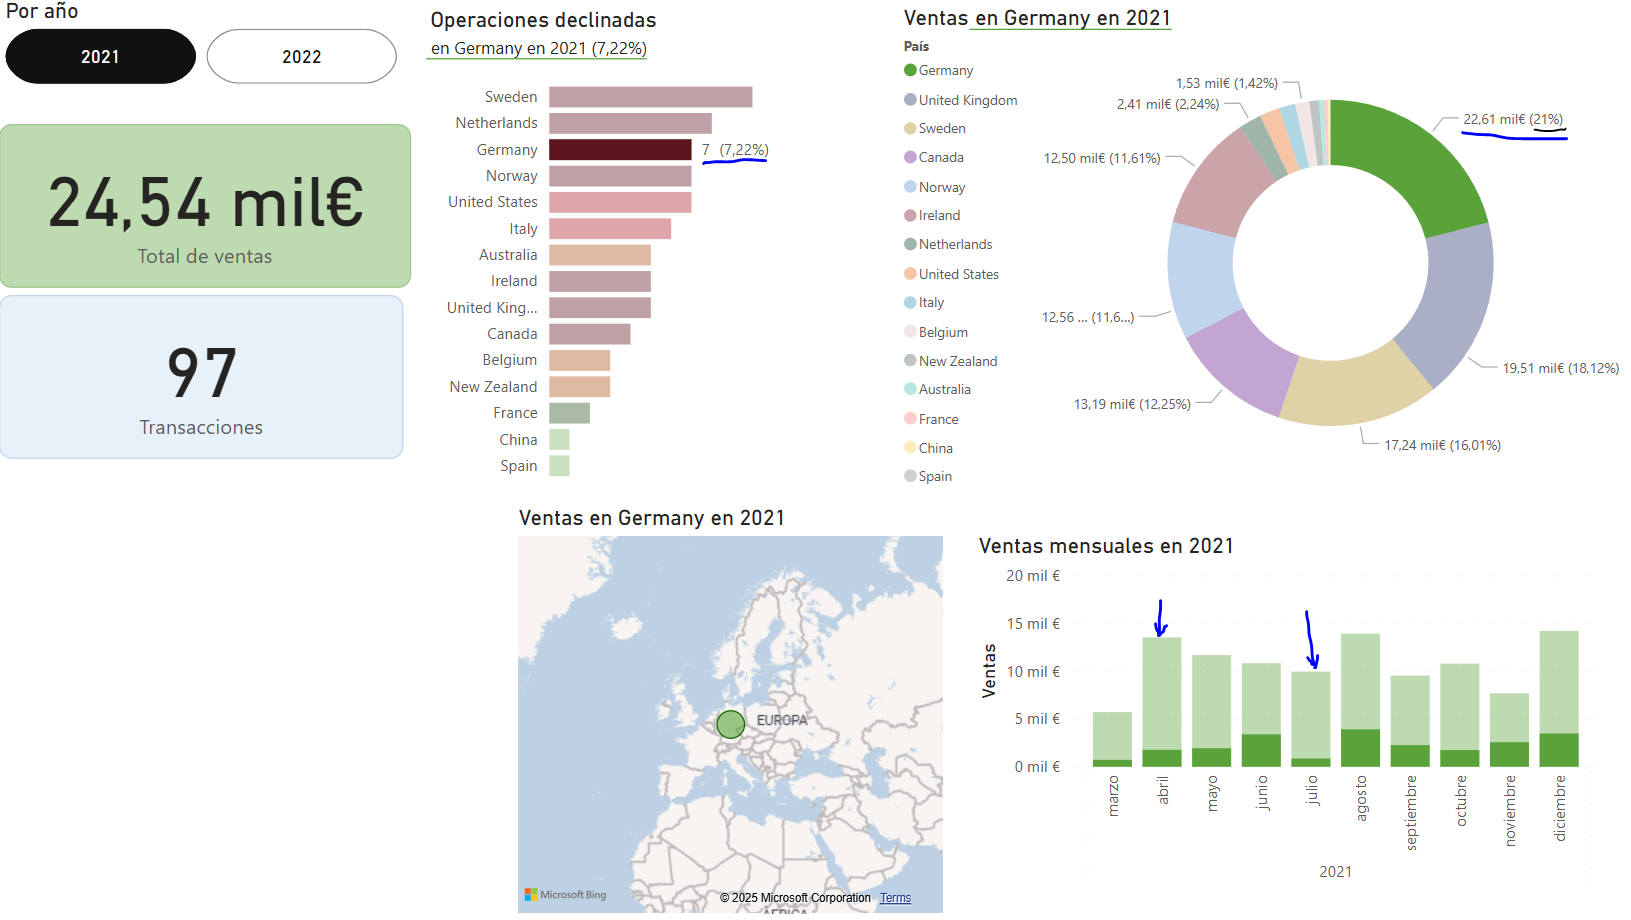 Por año
2021
2022
24,54 mil€
Total de ventas
97
Transacciones
Operaciones declinadas
en Germany en 2021 (7,22%)
Sweden
Netherlands
Germany
7 (7,22%)
Norway
United States
Italy
Australia
Ireland
United King...
Canada
Belgium
New Zealand
France
China
Spain
Ventas en Germany en 2021
País
Germany
United Kingdom
Sweden
Canada
Norway
Ireland
Netherlands
United States
Italy
Belgium
New Zealand
Australia
France
China
Spain
1,53 mil€ (1,42%)
2,41 mil€ (2,24%)
22,61 mil€ (21%)
12,50 mil€ (11,61%)
12,56 ... (11,6...)
19,51 mil€ (18,12%)
13,19 mil€ (12,25%)
17,24 mil€ (16,01%)
Ventas en Germany en 2021
EUROPA
Microsoft Bing
© 2025 Microsoft Corporation Terms
ÁFRICA
Ventas mensuales en 2021
Ventas
20 mil €
15 mil €
10 mil €
5 mil €
0 mil €
marzo
abril
mayo
junio
julio
agosto
septiembre
octubre
noviembre
diciembre
2021